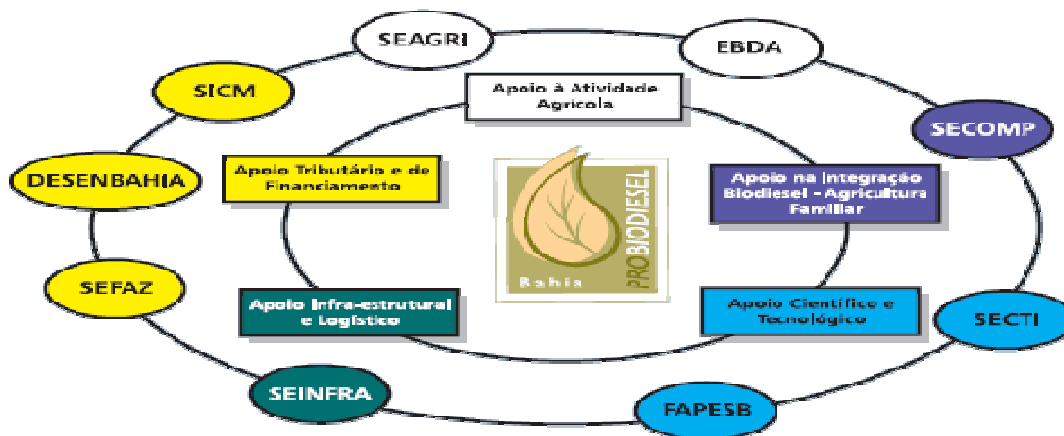 SEAGRI
EBDA
SICM
Apoio à Atividade
Agrícola
SECOMP
DESENBAHIA
Apoio Tributário e de
Financiamento
Apoio na Integração
Biodiesel - Agricultura
Familiar
PROBIODIESEL
Bahia
SEFAZ
Apoio Infra-estrutural
e Logístico
Apoio Científico e
Tecnológico
SECTI
SEINFRA
FAPESB